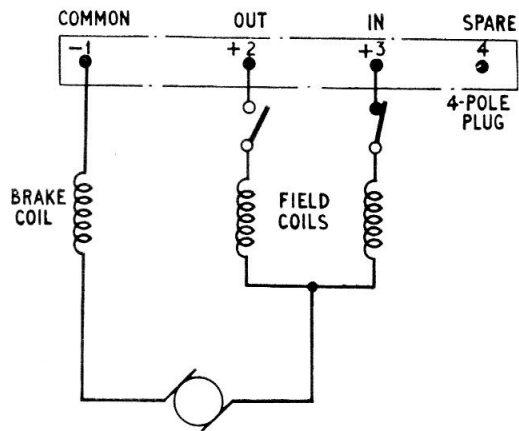 COMMON OUT IN SPARE
-1 +2 +3 4
4-POLE
PLUG
BRAKE
COIL
FIELD
COILS